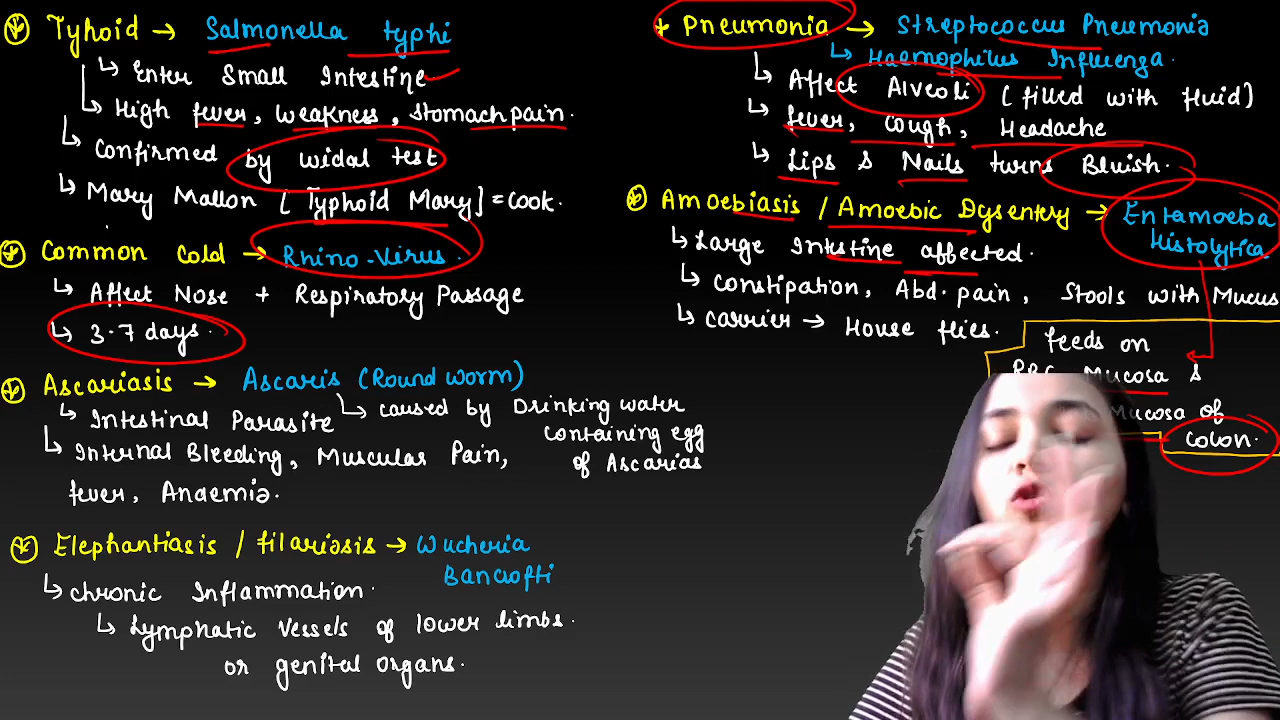 Tyhoid → Salmonella typhi
↳ Enter Small Intestine
↳ High fever, weakness, stomach pain.
↳ Confirmed by widal test
↳ Mary Mallon [Typhoid Mary] = Cook.
Common Cold → Rhino-Virus.
↳ Affect Nose + Respiratory Passage
↳ 3-7 days.
Ascariasis → Ascaris (Round worm)
↳ Intestinal Parasite
↳ caused by Drinking water
containing egg
of Ascarias
↳ Internal Bleeding, Muscular Pain,
fever, Anaemia.
Elephantiasis / filariasis → Wucheria
Bancrofti
↳ chronic Inflammation.
↳ Lymphatic Vessels of lower limbs.
or genital organs.
+ Pneumonia → Streptococcus Pneumonia
↳ Haemophilus Influenga.
↳ Affect Alveoli (filled with fluid)
↳ fever, Cough, Headache
↳ Lips & Nails turns Bluish.
Amoebiasis / Amoebic Dysentery → Entamoeba
Histolytica
↳ Large Intestine affected.
↳ Constipation, Abd. pain, Stools with Mucus
↳ carrier → House flies.
feeds on
RBC Mucosa &
Mucosa of
Colon.